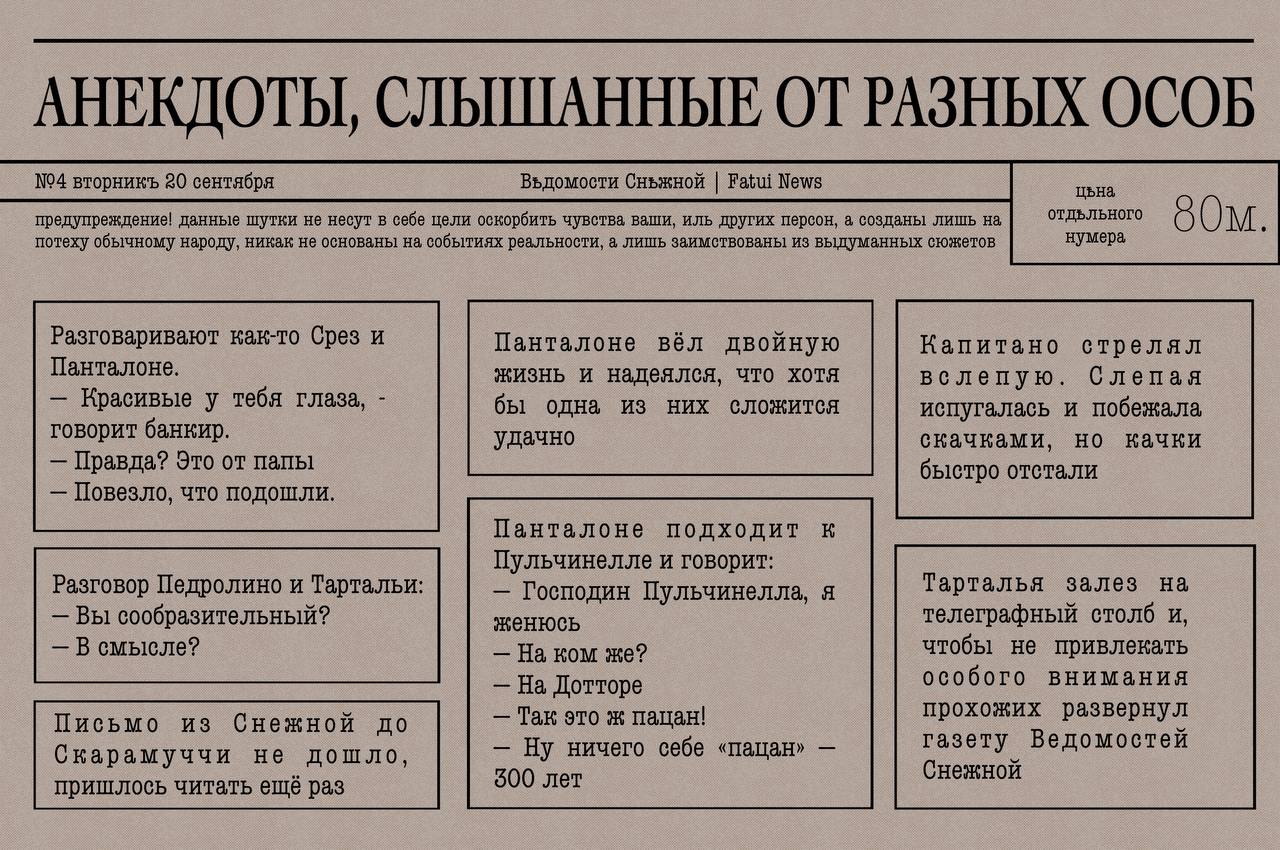 АНЕКДОТЫ, СЛЫШАННЫЕ ОТ РАЗНЫХ ОСОБ
№4 вторникъ 20 сентября
Вѣдомости Снѣжной | Fatui News
предупреждение! данные шутки не несут в себе цели оскорбить чувства ваши, иль других персон, а созданы лишь на
потеху обычному народу, никак не основаны на событиях реальности, а лишь заимствованы из выдуманных сюжетов
цѣна
отдѣльного
нумера
80м.
Разговаривают как-то Срез и
Панталоне.
— Красивые у тебя глаза, -
говорит банкир.
— Правда? Это от папы
— Повезло, что подошли.
Разговор Педролино и Тартальи:
— Вы сообразительный?
— В смысле?
Письмо из Снежной до
Скарамуччи не дошло,
пришлось читать ещё раз
Панталоне вёл двойную
жизнь и надеялся, что хотя
бы одна из них сложится
удачно
Панталоне подходит к
Пульчинелле и говорит:
— Господин Пульчинелла, я
женюсь
— На ком же?
— На Дотторе
— Так это ж пацан!
— Ну ничего себе «пацан» —
300 лет
Капитано стрелял
вслепую. Слепая
испугалась и побежала
скачками, но качки
быстро отстали
Тарталья залез на
телеграфный столб и,
чтобы не привлекать
особого внимания
прохожих развернул
газету Ведомостей
Снежной